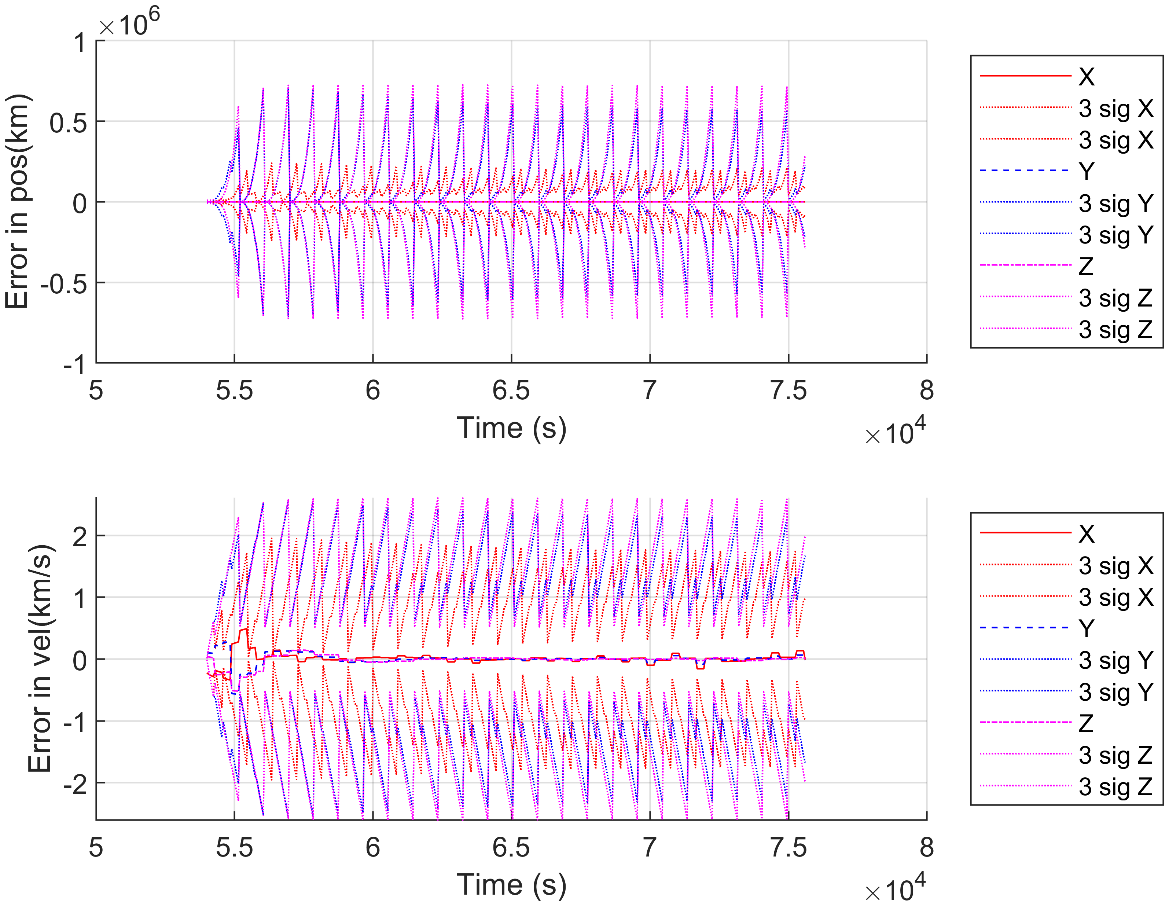 ×10^6
1
0.5
0
-0.5
-1
Error in pos(km)
5 5.5 6 6.5 7 7.5 8
Time (s)
×10^4
X
3 sig X
3 sig X
Y
3 sig Y
3 sig Y
Z
3 sig Z
3 sig Z
2
1
0
-1
-2
Error in vel(km/s)
5 5.5 6 6.5 7 7.5 8
Time (s)
×10^4
X
3 sig X
3 sig X
Y
3 sig Y
3 sig Y
Z
3 sig Z
3 sig Z